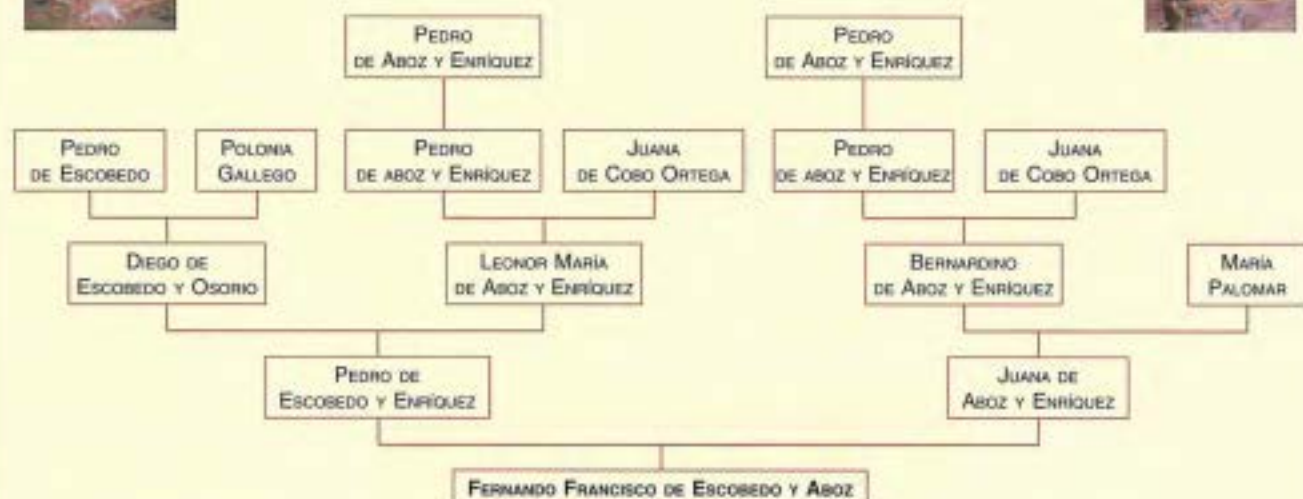 PEDRO
DE ABOZ Y ENRÍQUEZ
PEDRO
DE ABOZ Y ENRÍQUEZ
PEDRO
DE ESCOBEDO
POLONIA
GALLEGO
PEDRO
DE ABOZ Y ENRÍQUEZ
JUANA
DE COBO ORTEGA
PEDRO
DE ABOZ Y ENRÍQUEZ
JUANA
DE COBO ORTEGA
DIEGO DE
ESCOBEDO Y OSORIO
LEONOR MARÍA
DE ABOZ Y ENRÍQUEZ
BERNARDINO
DE ABOZ Y ENRÍQUEZ
MARÍA
PALOMAR
PEDRO DE
ESCOBEDO Y ENRÍQUEZ
JUANA DE
ABOZ Y ENRÍQUEZ
FERNANDO FRANCISCO DE ESCOBEDO Y ABOZ